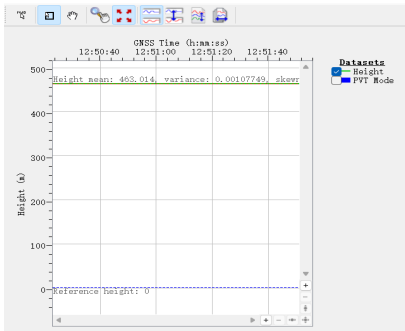 GNSS Time (h:mm:ss)
12:50:40 12:51:00 12:51:20 12:51:40
Datasets
Height
PVT Mode
500
Height mean: 463.014, variance: 0.00107749, skewr
400
300
Height (m)
200
100
0
Reference height: 0